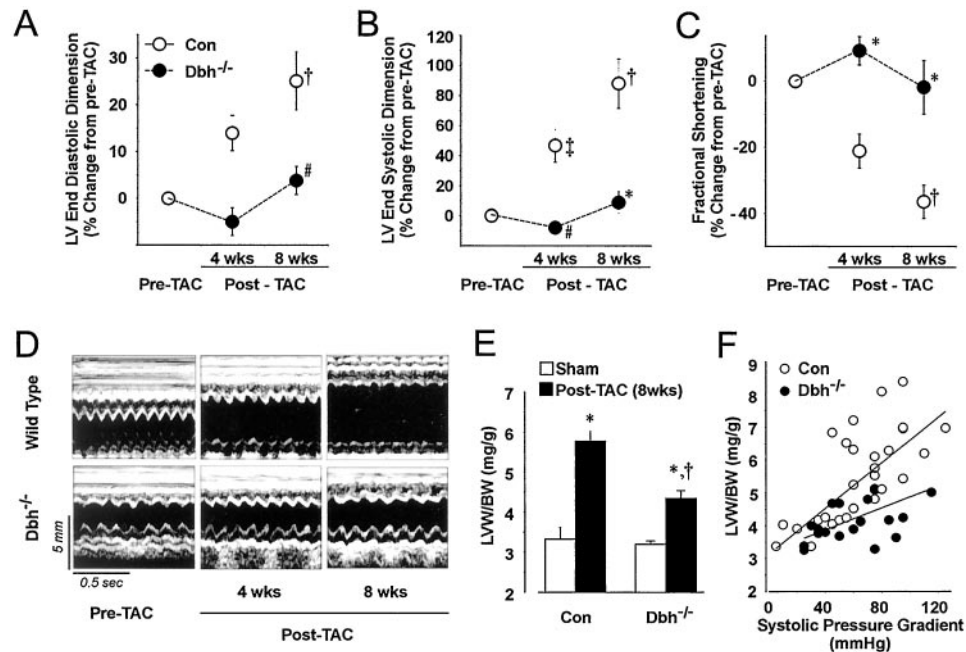 A
LV End Diastolic Dimension
(% Change from pre-TAC)
30
20
10
0
Con
Dbh-/-
†
#
4 wks 8 wks
Pre-TAC Post - TAC
B
LV End Systolic Dimension
(% Change from pre-TAC)
120
100
80
60
40
20
0
‡
†
#
*
4 wks 8 wks
Pre-TAC Post - TAC
C
Fractional Shortening
(% Change from pre-TAC)
0
-20
-40
*
*
†
4 wks 8 wks
Pre-TAC Post - TAC
D
Wild Type
Dbh-/-
5 mm
0.5 sec
4 wks 8 wks
Pre-TAC Post-TAC
E
LVW/BW (mg/g)
7
6
5
4
3
2
Sham
Post-TAC (8wks)
*
*,†
Con Dbh-/-
F
LVW/BW (mg/g)
9
8
7
6
5
4
3
2
Con
Dbh-/-
0 40 80 120
Systolic Pressure Gradient
(mmHg)